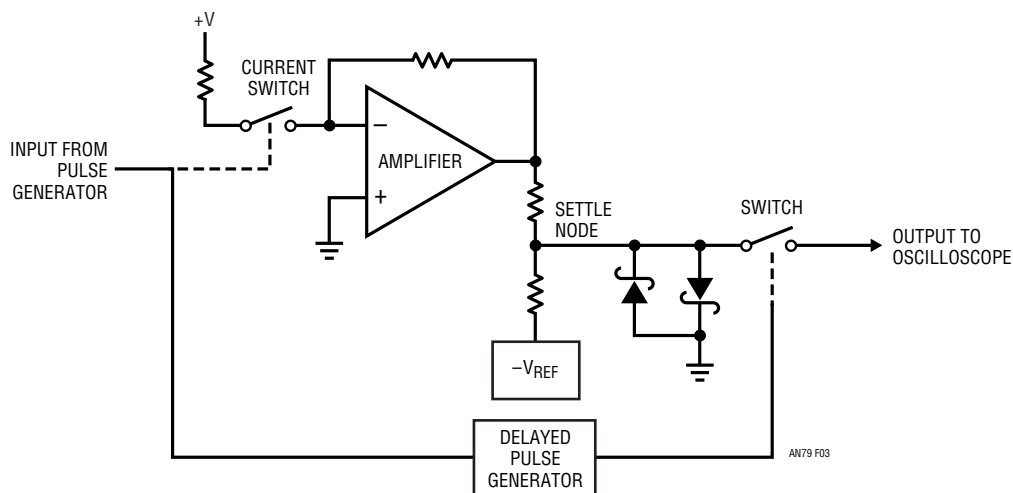 +V
CURRENT
SWITCH
INPUT FROM
PULSE
GENERATOR
−
AMPLIFIER
+
SETTLE
NODE
SWITCH
OUTPUT TO
OSCILLOSCOPE
−VREF
DELAYED
PULSE
GENERATOR
AN79 F03